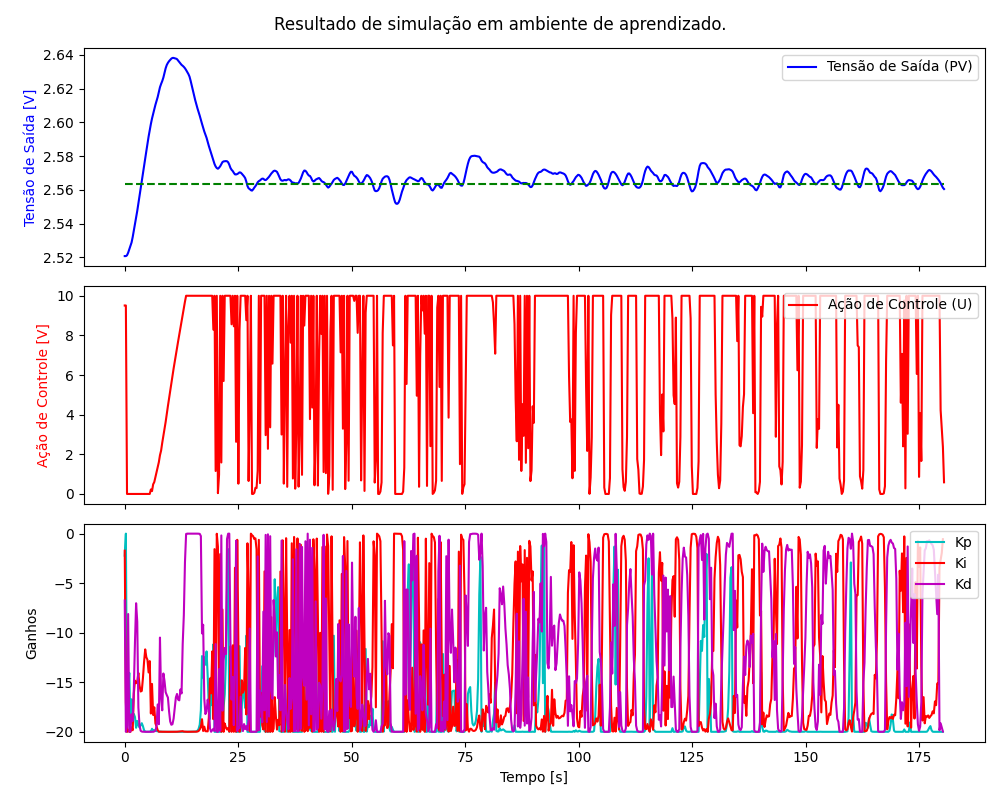 Resultado de simulação em ambiente de aprendizado.
2.64
2.62
2.60
2.58
2.56
2.54
2.52
Tensão de Saída [V]
Tensão de Saída (PV)
10
8
6
4
2
0
Ação de Controle [V]
Ação de Controle (U)
0
−5
−10
−15
−20
Ganhos
Kp
Ki
Kd
0 25 50 75 100 125 150 175
Tempo [s]